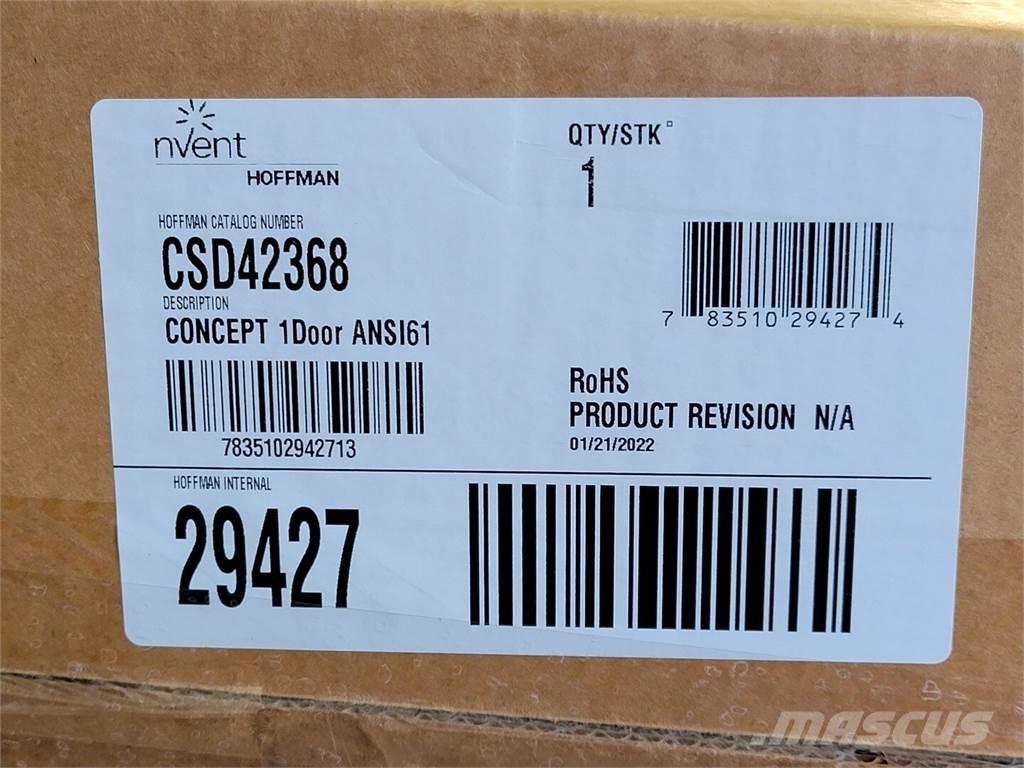 nVent
HOFFMAN
QTY/STK
1
HOFFMAN CATALOG NUMBER
CSD42368
DESCRIPTION
CONCEPT 1Door ANSI61
7835102942713
7 83510 29427 4
RoHS
PRODUCT REVISION N/A
01/21/2022
HOFFMAN INTERNAL
29427
MASCUS